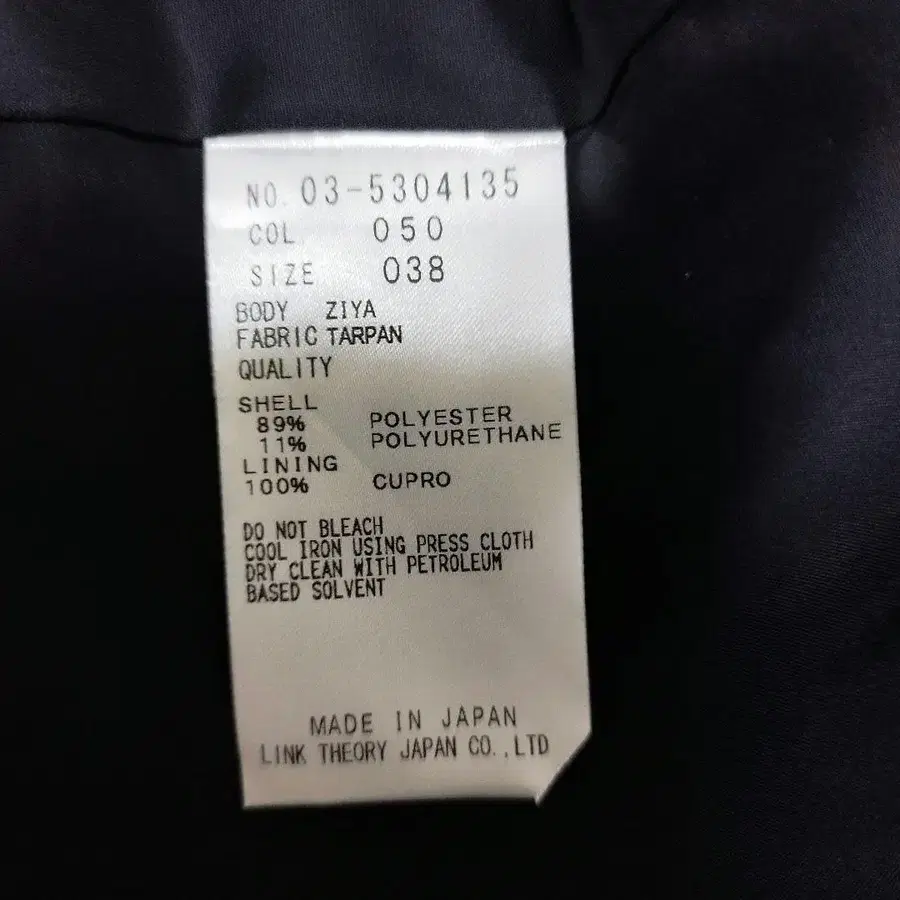 NO. 03-5304135
COL 050
SIZE 038
BODY ZIYA
FABRIC TARPAN
QUALITY
SHELL
89% POLYESTER
11% POLYURETHANE
LINING
100% CUPRO
DO NOT BLEACH
COOL IRON USING PRESS CLOTH
DRY CLEAN WITH PETROLEUM
BASED SOLVENT
MADE IN JAPAN
LINK THEORY JAPAN CO.,LTD